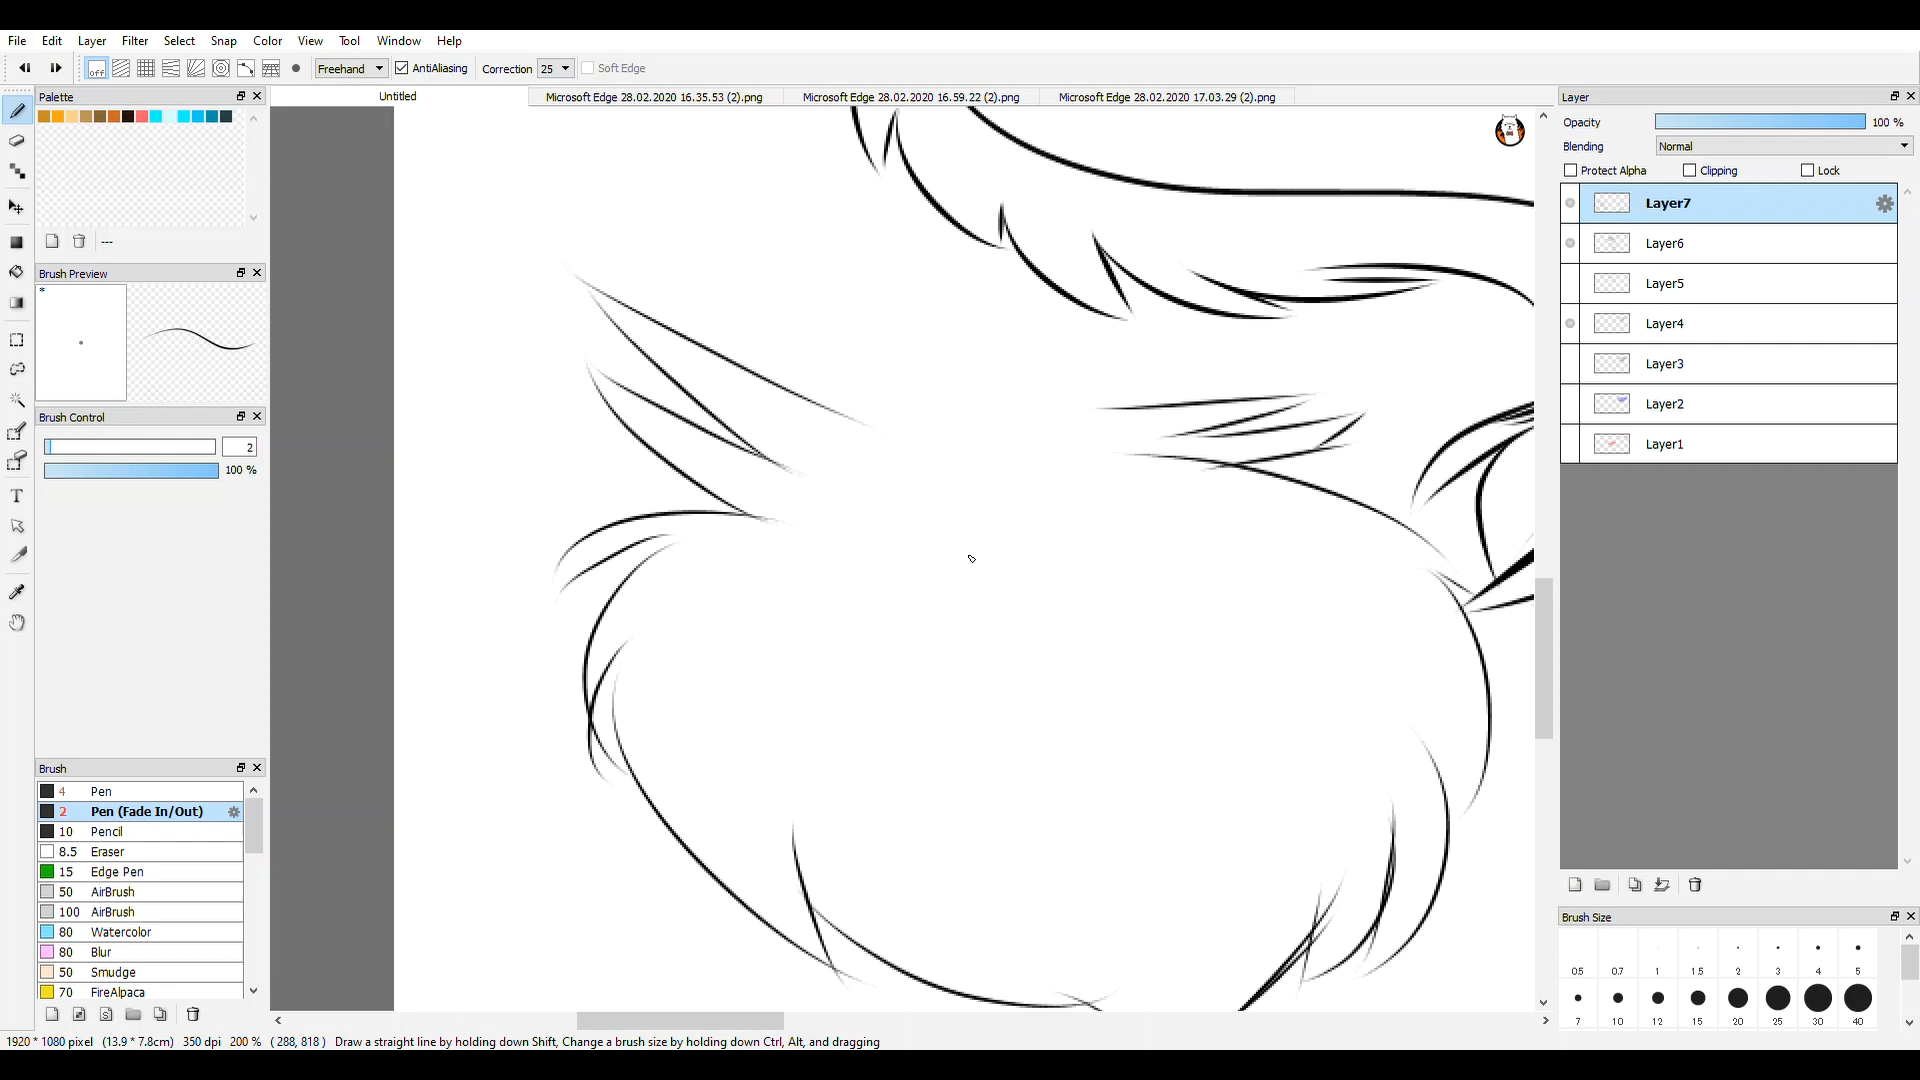 File Edit Layer Filter Select Snap Color View Tool Window Help
off Freehand AntiAliasing Correction 25 Soft Edge
Palette
---
Brush Preview
*
Brush Control
2
100 %
Brush
4 Pen
2 Pen (Fade In/Out)
10 Pencil
8.5 Eraser
15 Edge Pen
50 AirBrush
100 AirBrush
80 Watercolor
80 Blur
50 Smudge
70 FireAlpaca
Untitled
Microsoft Edge 28.02.2020 16.35.53 (2).png
Microsoft Edge 28.02.2020 16.59.22 (2).png
Microsoft Edge 28.02.2020 17.03.29 (2).png
Layer
Opacity 100 %
Blending Normal
Protect Alpha Clipping Lock
Layer7
Layer6
Layer5
Layer4
Layer3
Layer2
Layer1
Brush Size
0.5 0.7 1 1.5 2 3 4 5
7 10 12 15 20 25 30 40
1920 * 1080 pixel (13.9 * 7.8cm) 350 dpi 200 % ( 288, 818 ) Draw a straight line by holding down Shift, Change a brush size by holding down Ctrl, Alt, and dragging